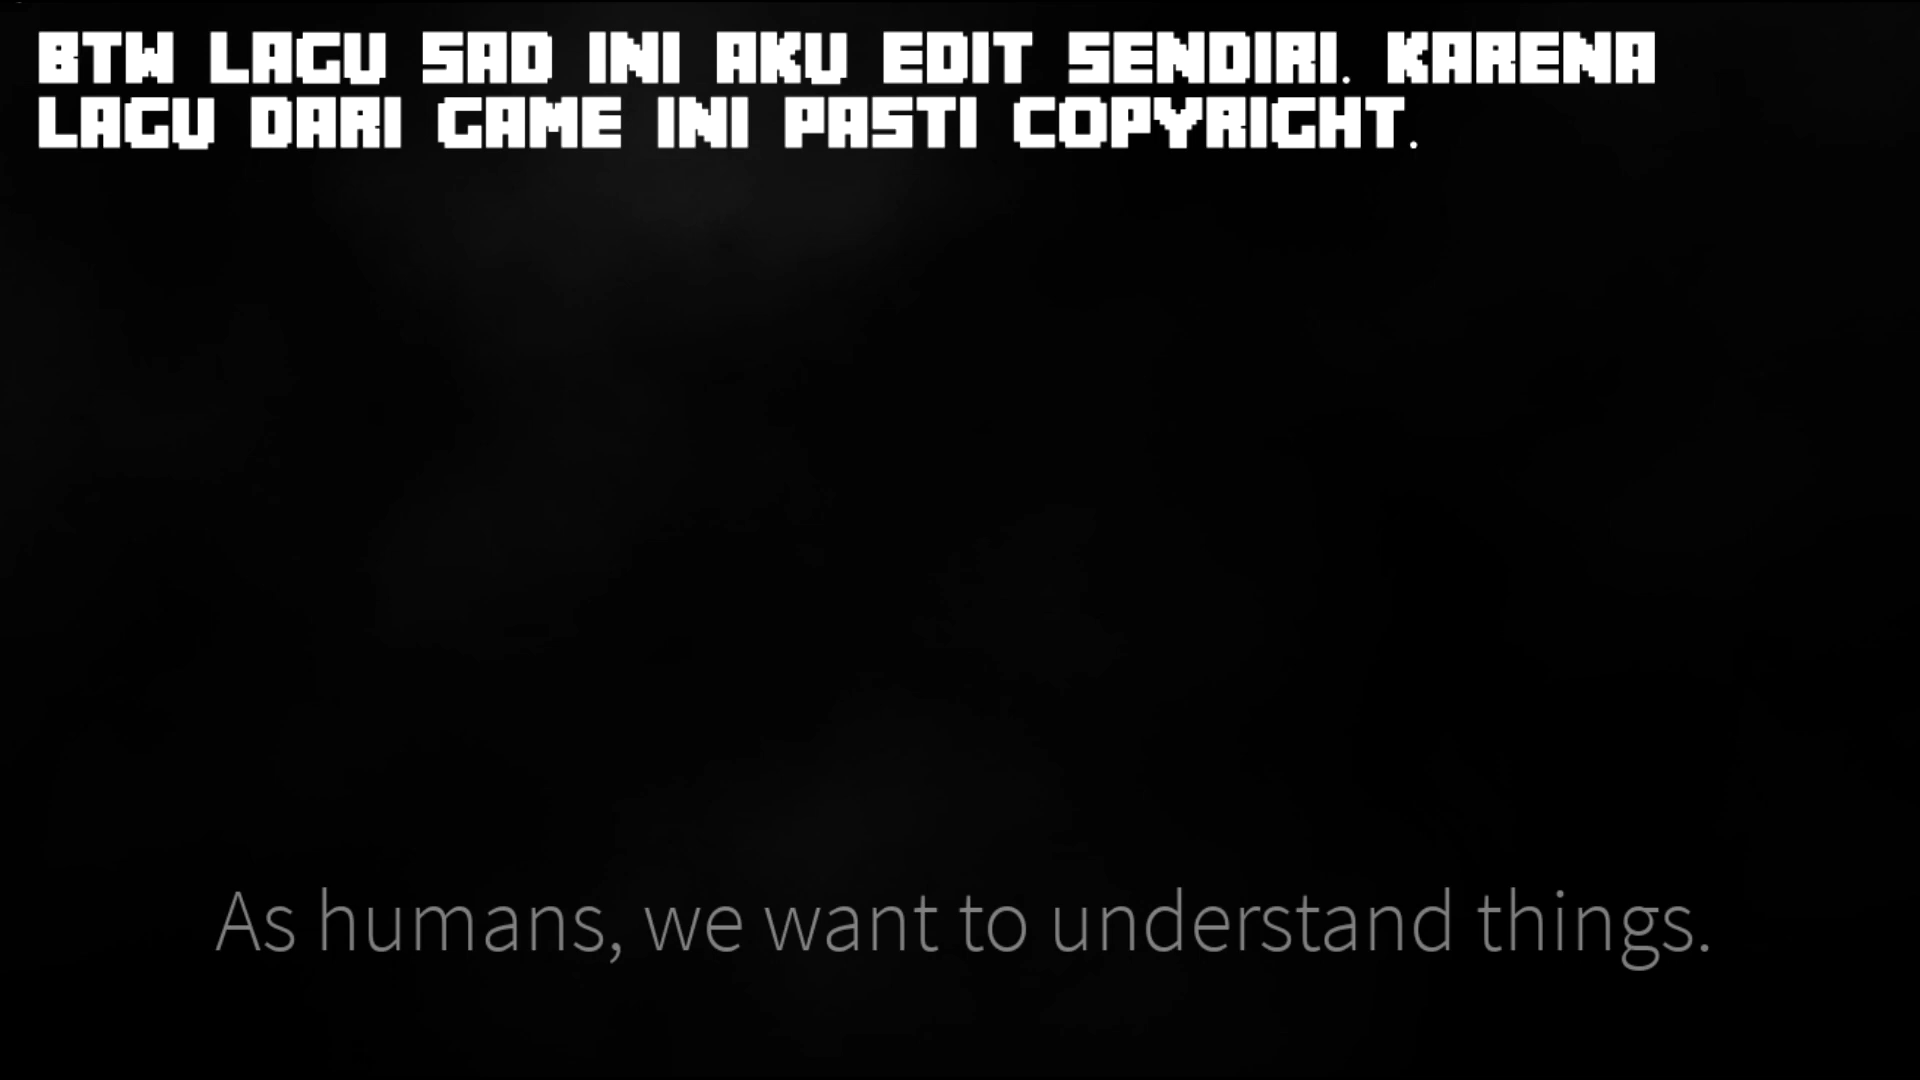 BTW LAGU SAD INI AKU EDIT SENDIRI. KARENA
LAGU DARI GAME INI PASTI COPYRIGHT.
As humans, we want to understand things.